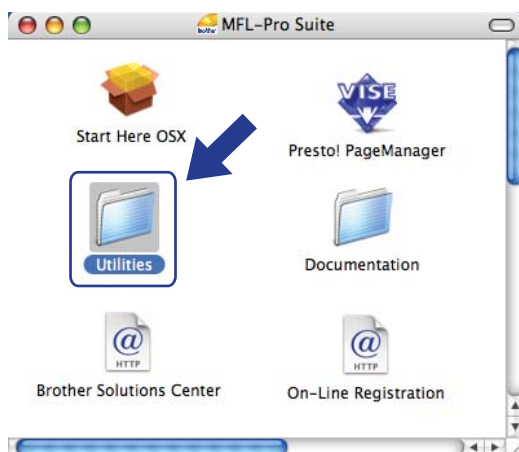 MFL-Pro Suite
Start Here OSX
VISE
Presto! PageManager
Utilities
Documentation
@
HTTP
Brother Solutions Center
@
HTTP
On-Line Registration